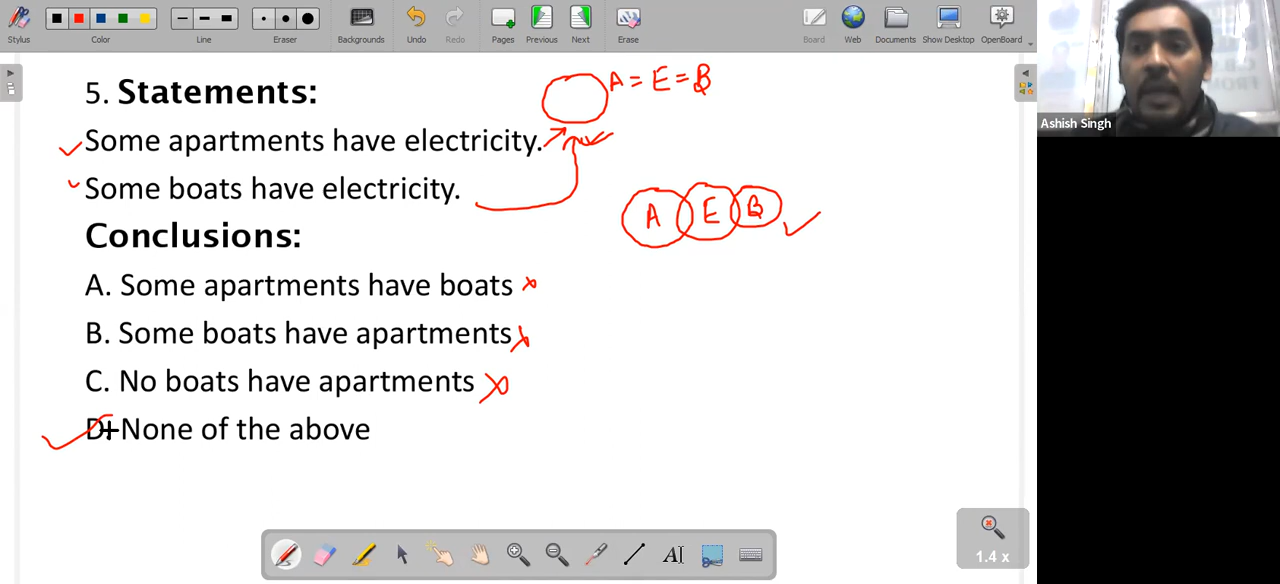 Stylus Color Line Eraser Backgrounds Undo Redo Pages Previous Next Erase Board Web Documents Show Desktop OpenBoard
Ashish Singh
5. Statements:
A = E = B
Some apartments have electricity.
Some boats have electricity.
A E B
Conclusions:
A. Some apartments have boats
B. Some boats have apartments
C. No boats have apartments
D. None of the above
AI
1.4 x